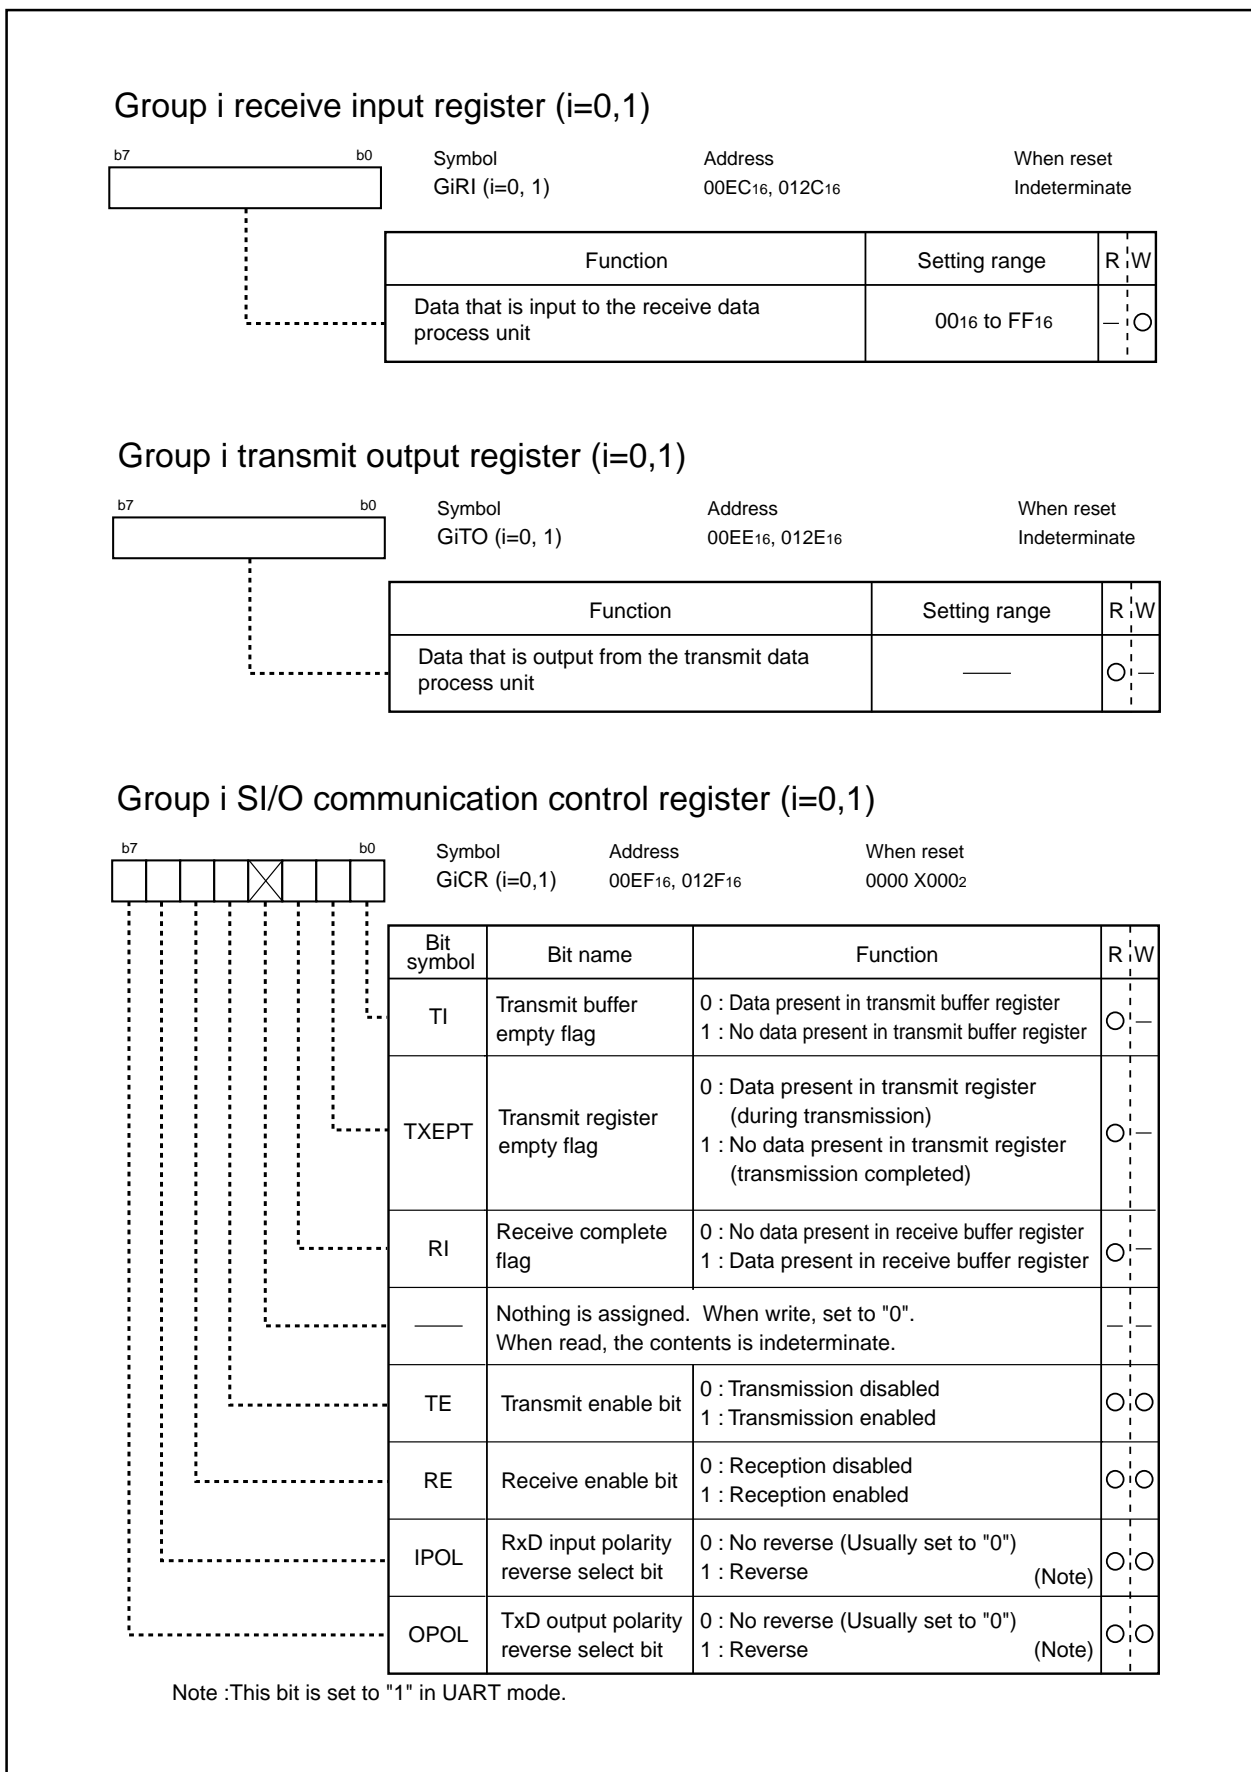 Group i receive input register (i=0,1)
b7 b0 Symbol Address When reset
GiRI (i=0, 1) 00EC16, 012C16 Indeterminate
Function Setting range R W
Data that is input to the receive data
process unit
0016 to FF16 — O
Group i transmit output register (i=0,1)
b7 b0 Symbol Address When reset
GiTO (i=0, 1) 00EE16, 012E16 Indeterminate
Function Setting range R W
Data that is output from the transmit data
process unit
— O —
Group i SI/O communication control register (i=0,1)
b7 b0 Symbol Address When reset
GiCR (i=0,1) 00EF16, 012F16 0000 X0002
Bit
symbol
Bit name Function R W
TI
Transmit buffer
empty flag
0 : Data present in transmit buffer register
1 : No data present in transmit buffer register
O —
TXEPT
Transmit register
empty flag
0 : Data present in transmit register
(during transmission)
1 : No data present in transmit register
(transmission completed)
O —
RI
Receive complete
flag
0 : No data present in receive buffer register
1 : Data present in receive buffer register
O —
—
Nothing is assigned. When write, set to "0".
When read, the contents is indeterminate.
— —
TE
Transmit enable bit
0 : Transmission disabled
1 : Transmission enabled
O O
RE
Receive enable bit
0 : Reception disabled
1 : Reception enabled
O O
IPOL
RxD input polarity
reverse select bit
0 : No reverse (Usually set to "0")
1 : Reverse (Note)
O O
OPOL
TxD output polarity
reverse select bit
0 : No reverse (Usually set to "0")
1 : Reverse (Note)
O O
Note :This bit is set to "1" in UART mode.